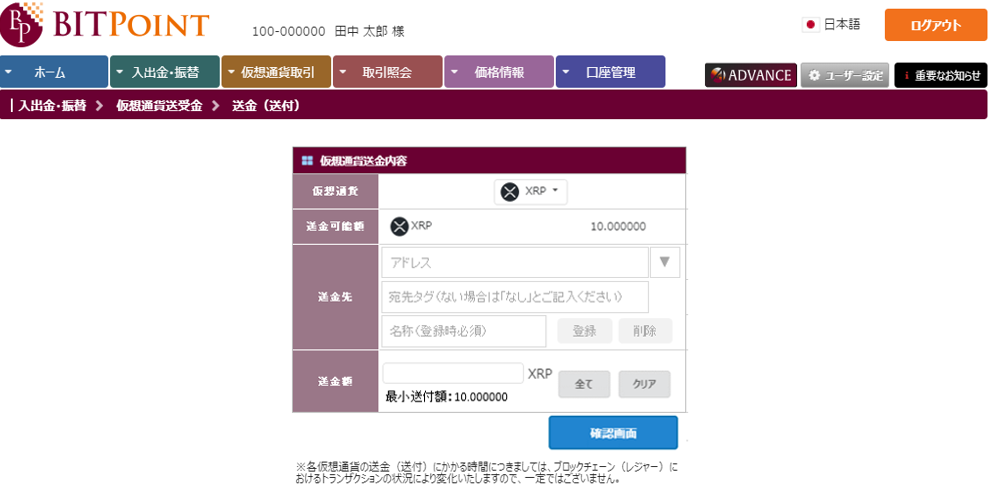 BITPOINT
100-000000 田中 太郎 様
日本語
ログアウト
ホーム
入出金・振替
仮想通貨取引
取引照会
価格情報
口座管理
ADVANCE
ユーザー設定
重要なお知らせ
入出金・振替 仮想通貨送受金 送金（送付）
仮想通貨送金内容
仮想通貨
XRP
送金可能額
XRP 10.000000
送金先
アドレス
宛先タグ（ない場合は「なし」とご記入ください）
名称（登録時必須）
登録
削除
送金額
XRP
全て
クリア
最小送付額：10.000000
確認画面
※各仮想通貨の送金（送付）にかかる時間につきましては、ブロックチェーン（レジャー）に
おけるトランザクションの状況により変化いたしますので、一定ではございません。